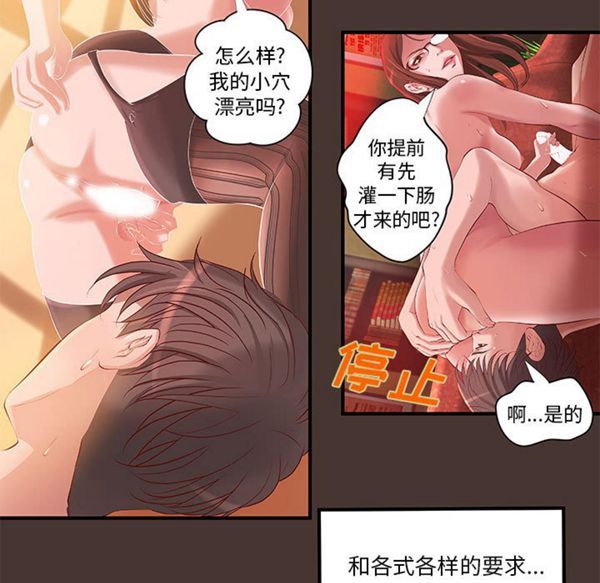 怎么样?
我的小穴
漂亮吗?
你提前
有先
灌一下肠
才来的吧?
停止
啊...是的
和各式各样的要求...